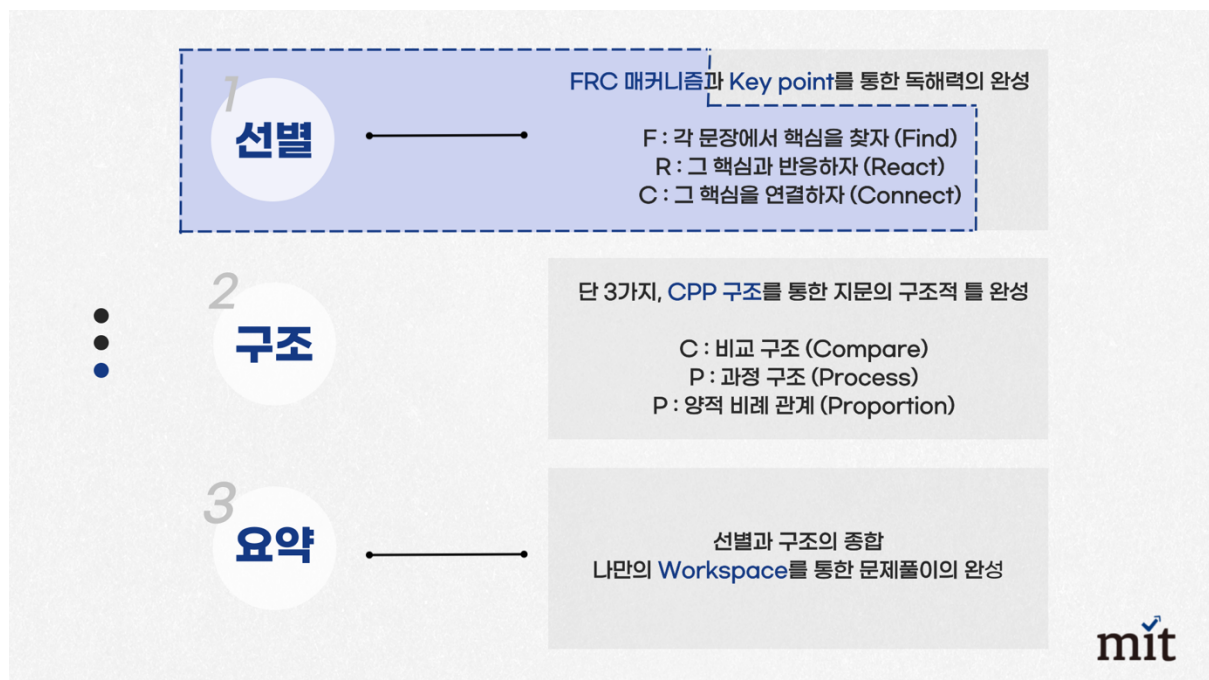 1
선별
FRC 매커니즘과 Key point를 통한 독해력의 완성
F : 각 문장에서 핵심을 찾자 (Find)
R : 그 핵심과 반응하자 (React)
C : 그 핵심을 연결하자 (Connect)
2
구조
단 3가지, CPP 구조를 통한 지문의 구조적 틀 완성
C : 비교 구조 (Compare)
P : 과정 구조 (Process)
P : 양적 비례 관계 (Proportion)
3
요약
선별과 구조의 종합
나만의 Workspace를 통한 문제풀이의 완성
mit